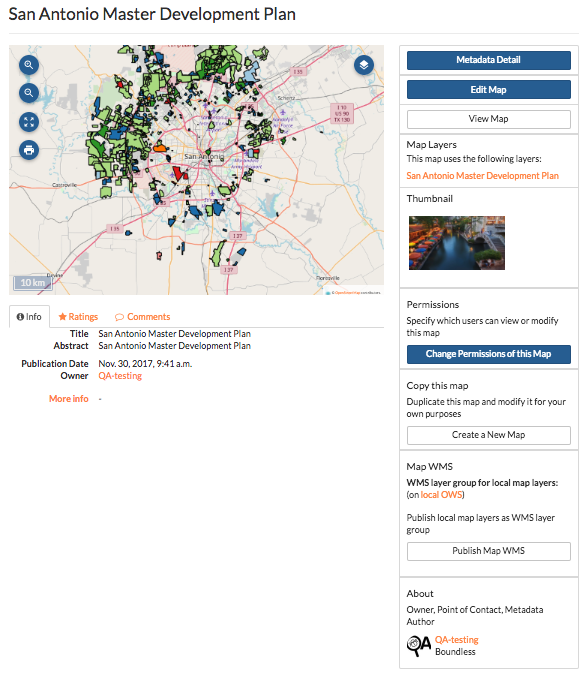 San Antonio Master Development Plan
I 35
Schertz
I 10
US 90
TX 130
San Antonio
Castroville
I 35
I 37
I 37
Floresville
10 km
© OpenStreetMap contributors
Info
Ratings
Comments
Title San Antonio Master Development Plan
Abstract San Antonio Master Development Plan
Publication Date Nov. 30, 2017, 9:41 a.m.
Owner QA-testing
More info -
Metadata Detail
Edit Map
View Map
Map Layers
This map uses the following layers:
San Antonio Master Development Plan
Thumbnail
Permissions
Specify which users can view or modify
this map
Change Permissions of this Map
Copy this map
Duplicate this map and modify it for your
own purposes
Create a New Map
Map WMS
WMS layer group for local map layers:
(on local OWS)
Publish local map layers as WMS layer
group
Publish Map WMS
About
Owner, Point of Contact, Metadata
Author
QA
QA-testing
Boundless